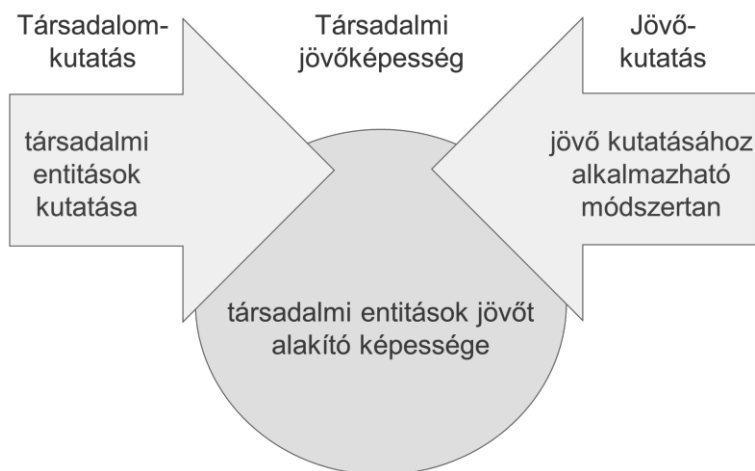 Társadalom-
kutatás
Társadalmi
jövőképesség
Jövő-
kutatás
társadalmi
entitások
kutatása
jövő kutatásához
alkalmazható
módszertan
társadalmi entitások jövőt
alakító képessége